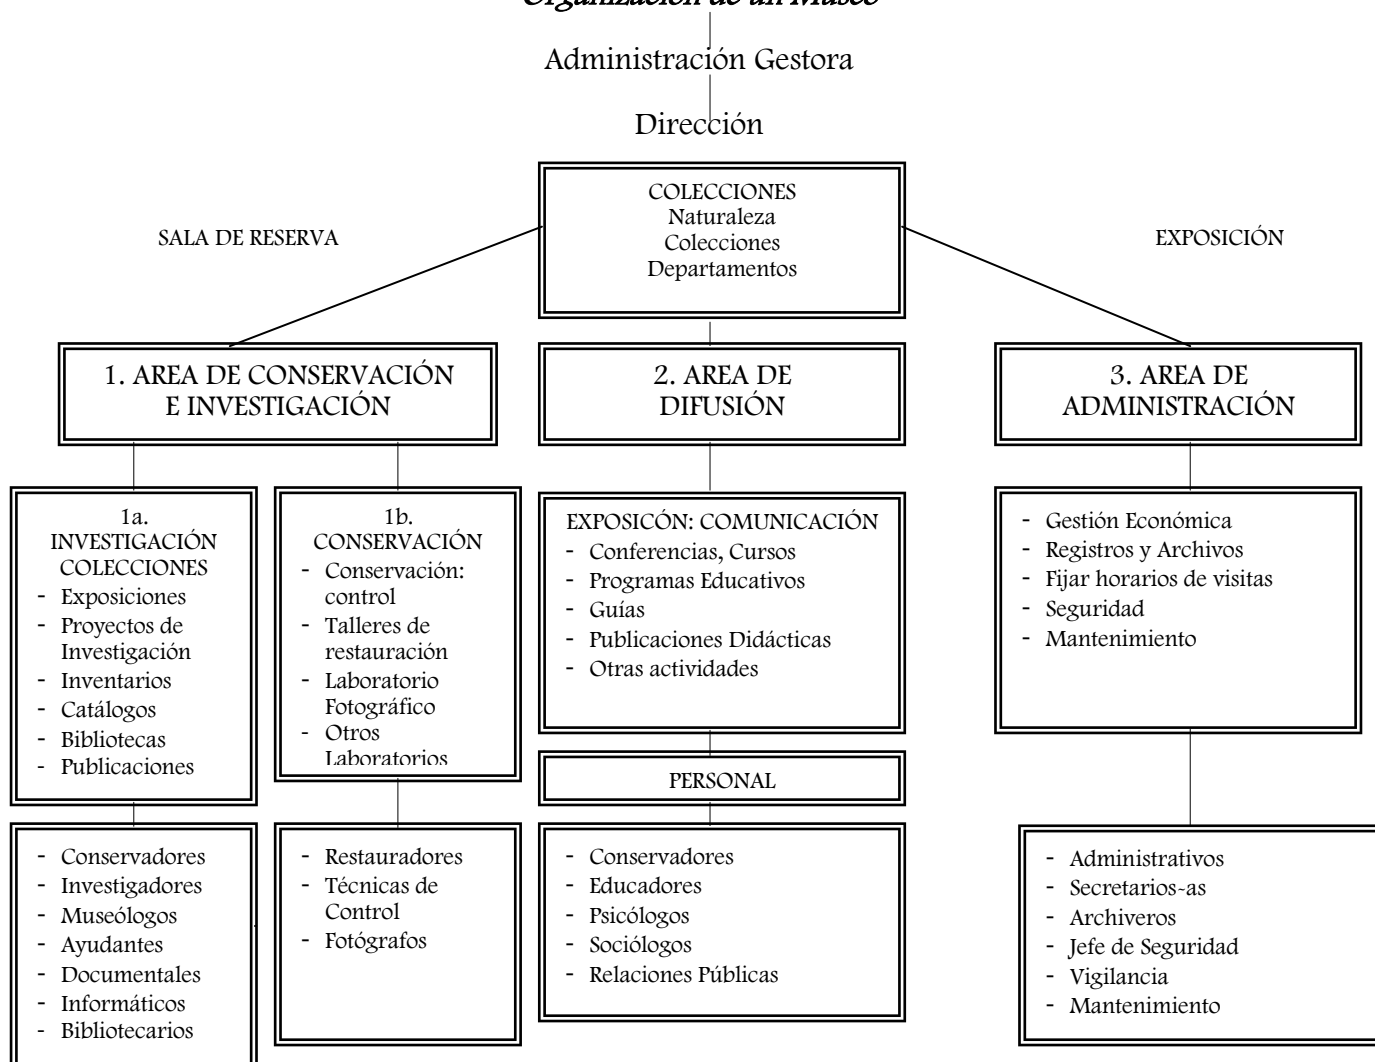 Organización de un Museo
Administración Gestora
Dirección
COLECCIONES
Naturaleza
Colecciones
Departamentos
SALA DE RESERVA
EXPOSICIÓN
1. AREA DE CONSERVACIÓN
E INVESTIGACIÓN
2. AREA DE
DIFUSIÓN
3. AREA DE
ADMINISTRACIÓN
1a.
INVESTIGACIÓN
COLECCIONES
- Exposiciones
- Proyectos de
Investigación
- Inventarios
- Catálogos
- Bibliotecas
- Publicaciones
1b.
CONSERVACIÓN
- Conservación:
control
- Talleres de
restauración
- Laboratorio
Fotográfico
- Otros
Laboratorios
EXPOSICÓN: COMUNICACIÓN
- Conferencias, Cursos
- Programas Educativos
- Guías
- Publicaciones Didácticas
- Otras actividades
- Gestión Económica
- Registros y Archivos
- Fijar horarios de visitas
- Seguridad
- Mantenimiento
PERSONAL
- Conservadores
- Investigadores
- Museólogos
- Ayudantes
- Documentales
- Informáticos
- Bibliotecarios
- Restauradores
- Técnicas de
Control
- Fotógrafos
- Conservadores
- Educadores
- Psicólogos
- Sociólogos
- Relaciones Públicas
- Administrativos
- Secretarios-as
- Archiveros
- Jefe de Seguridad
- Vigilancia
- Mantenimiento